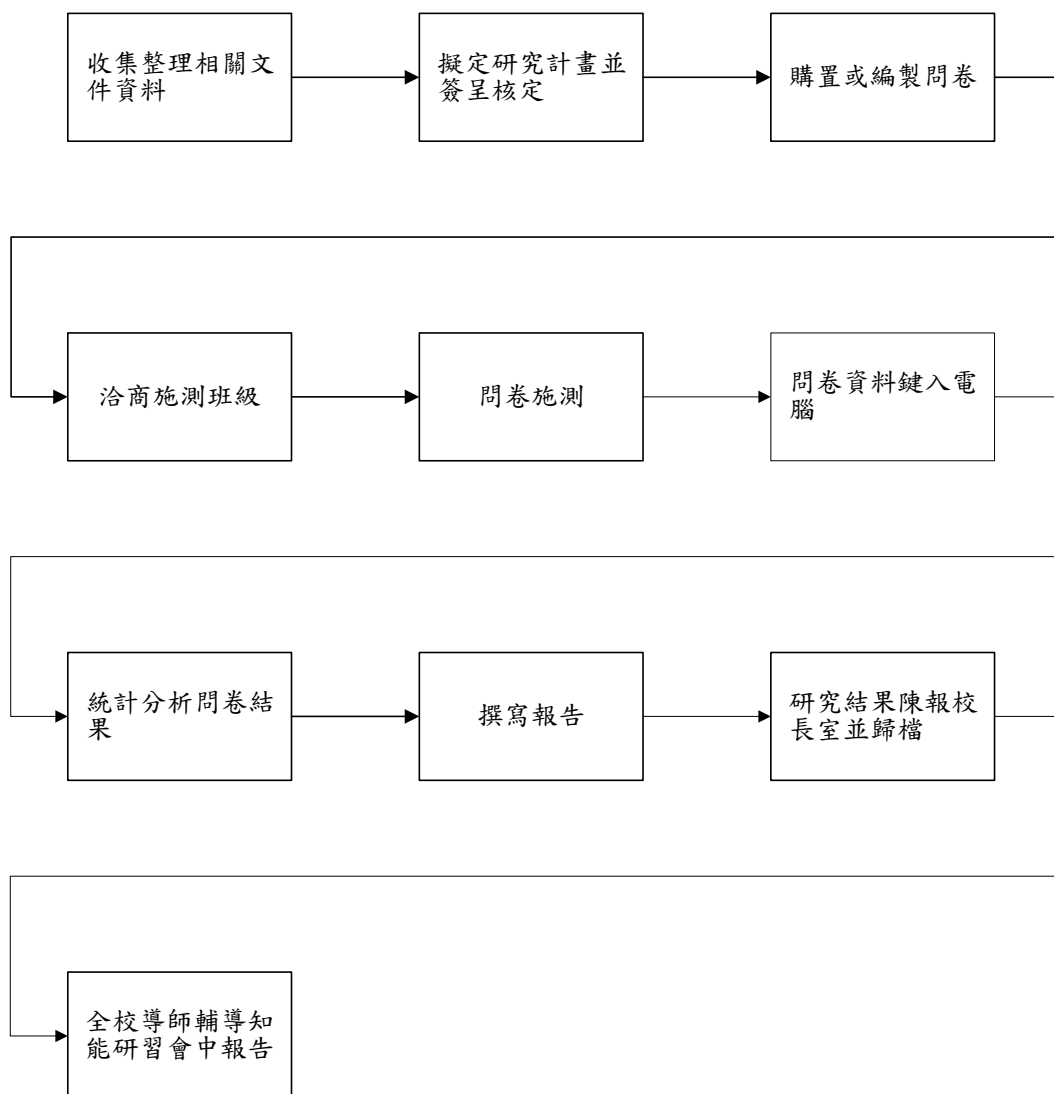 收集整理相關文
件資料
擬定研究計畫並
簽呈核定
購置或編製問卷
洽商施測班級
問卷施測
問卷資料鍵入電
腦
統計分析問卷結
果
撰寫報告
研究結果陳報校
長室並歸檔
全校導師輔導知
能研習會中報告